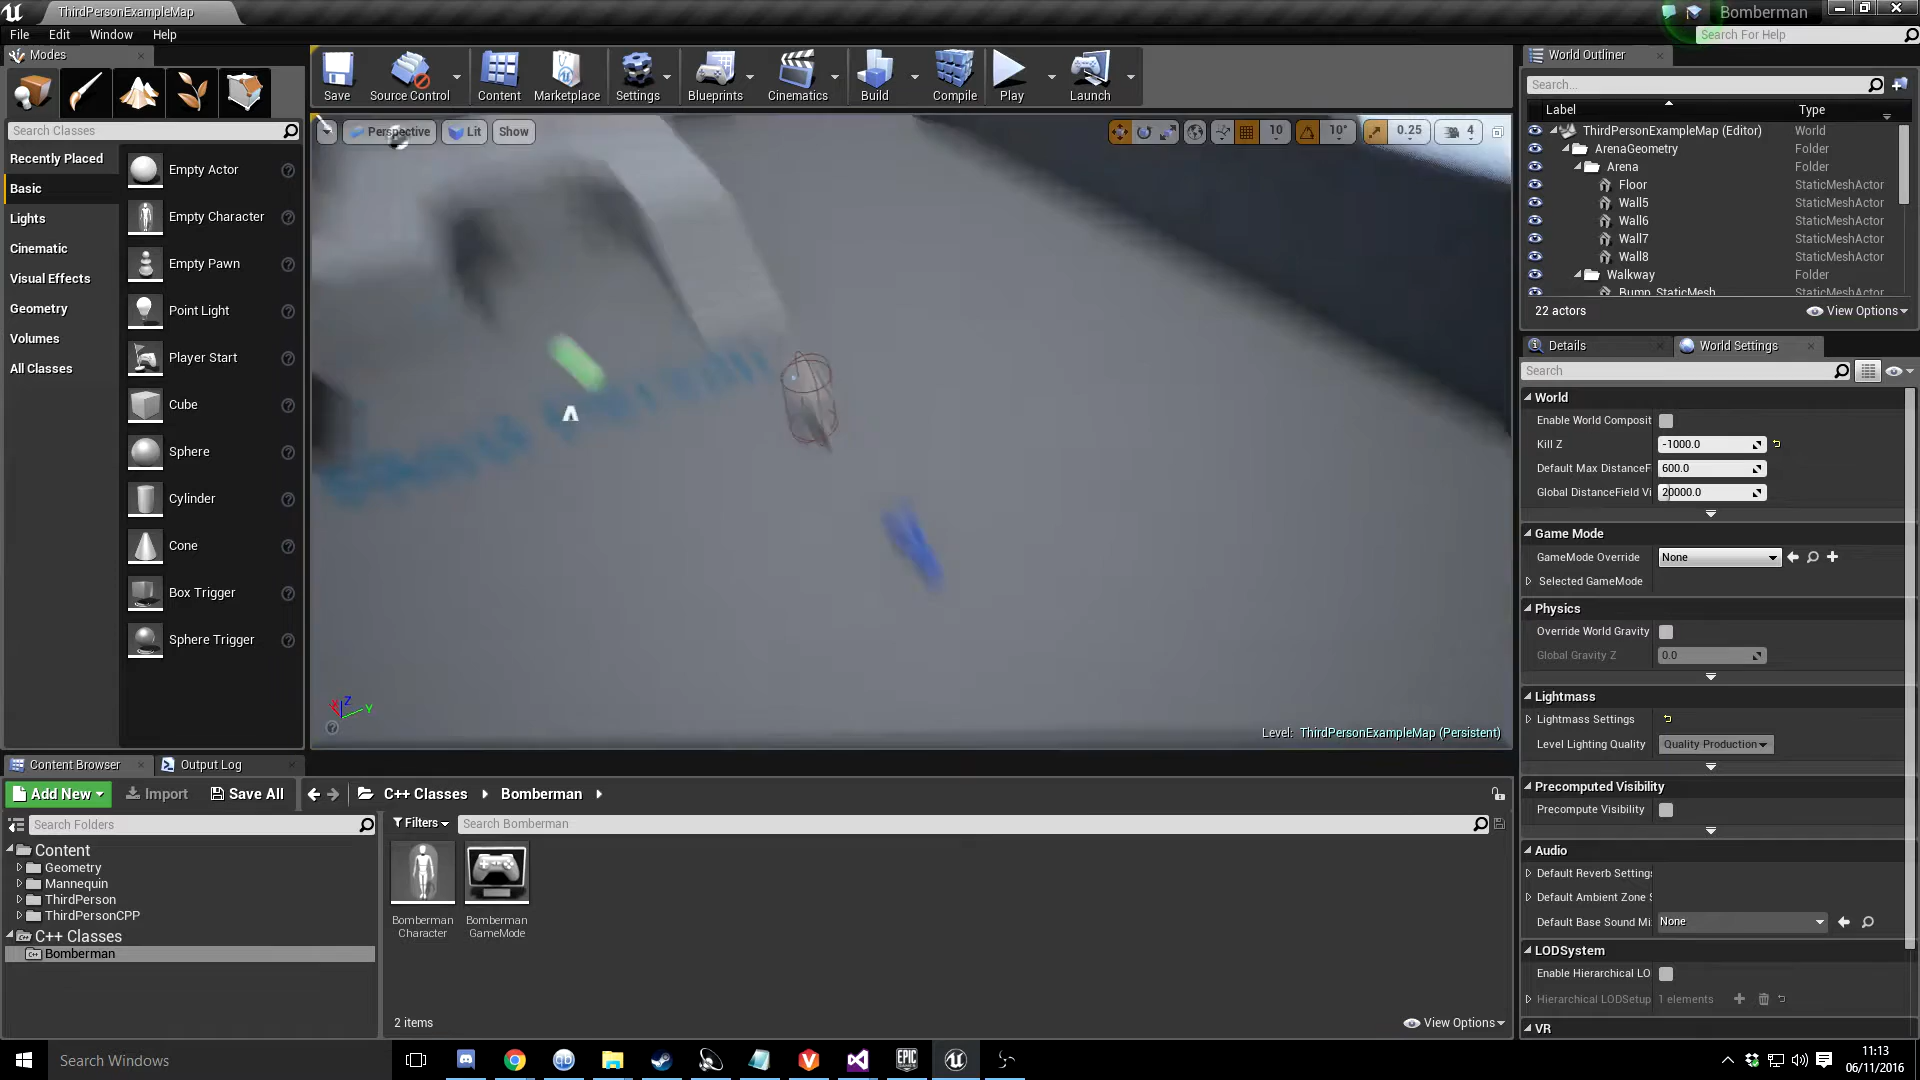 ThirdPersonExampleMap
Bomberman
File Edit Window Help
Search For Help
Modes
Save
Source Control
Content
Marketplace
Settings
Blueprints
Cinematics
Build
Compile
Play
Launch
Search Classes
Recently Placed
Basic
Lights
Cinematic
Visual Effects
Geometry
Volumes
All Classes
Empty Actor
Empty Character
Empty Pawn
Point Light
Player Start
Cube
Sphere
Cylinder
Cone
Box Trigger
Sphere Trigger
Perspective
Lit
Show
10
10°
0.25
4
X
Z
Y
Level: ThirdPersonExampleMap (Persistent)
World Outliner
Search...
Label Type
ThirdPersonExampleMap (Editor) World
ArenaGeometry Folder
Arena Folder
Floor StaticMeshActor
Wall5 StaticMeshActor
Wall6 StaticMeshActor
Wall7 StaticMeshActor
Wall8 StaticMeshActor
Walkway Folder
Bump_StaticMesh StaticMeshActor
22 actors
View Options
Details
World Settings
Search
World
Enable World Composit
Kill Z -1000.0
Default Max DistanceF 600.0
Global DistanceField Vi 20000.0
Game Mode
GameMode Override None
Selected GameMode
Physics
Override World Gravity
Global Gravity Z 0.0
Lightmass
Lightmass Settings
Level Lighting Quality Quality Production
Precomputed Visibility
Precompute Visibility
Audio
Default Reverb Settings
Default Ambient Zone S
Default Base Sound Mi None
LODSystem
Enable Hierarchical LO
Hierarchical LODSetup 1 elements
VR
Content Browser
Output Log
Add New
Import
Save All
C++ Classes
Bomberman
Search Folders
Filters
Search Bomberman
Content
Geometry
Mannequin
ThirdPerson
ThirdPersonCPP
C++ Classes
Bomberman
Bomberman
Character
Bomberman
GameMode
2 items
View Options
Search Windows
EPIC
GAMES
11:13
06/11/2016